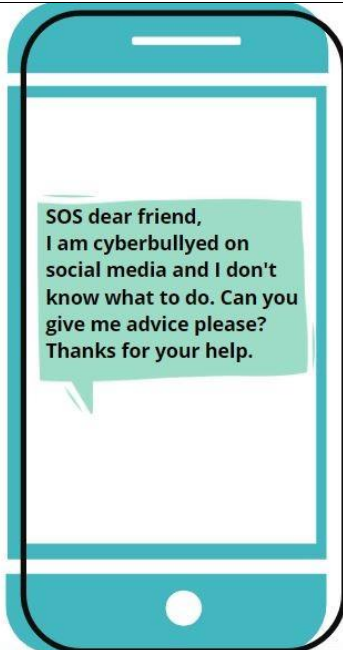 SOS dear friend,
I am cyberbullyed on
social media and I don't
know what to do. Can you
give me advice please?
Thanks for your help.